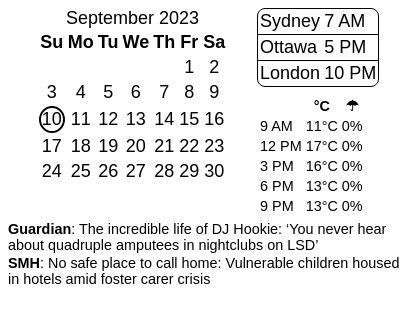 September 2023
Su Mo Tu We Th Fr Sa
1 2
3 4 5 6 7 8 9
10 11 12 13 14 15 16
17 18 19 20 21 22 23
24 25 26 27 28 29 30
Sydney 7 AM
Ottawa 5 PM
London 10 PM
°C ☂
9 AM 11°C 0%
12 PM 17°C 0%
3 PM 16°C 0%
6 PM 13°C 0%
9 PM 13°C 0%
Guardian: The incredible life of DJ Hookie: ‘You never hear
about quadruple amputees in nightclubs on LSD’
SMH: No safe place to call home: Vulnerable children housed
in hotels amid foster carer crisis